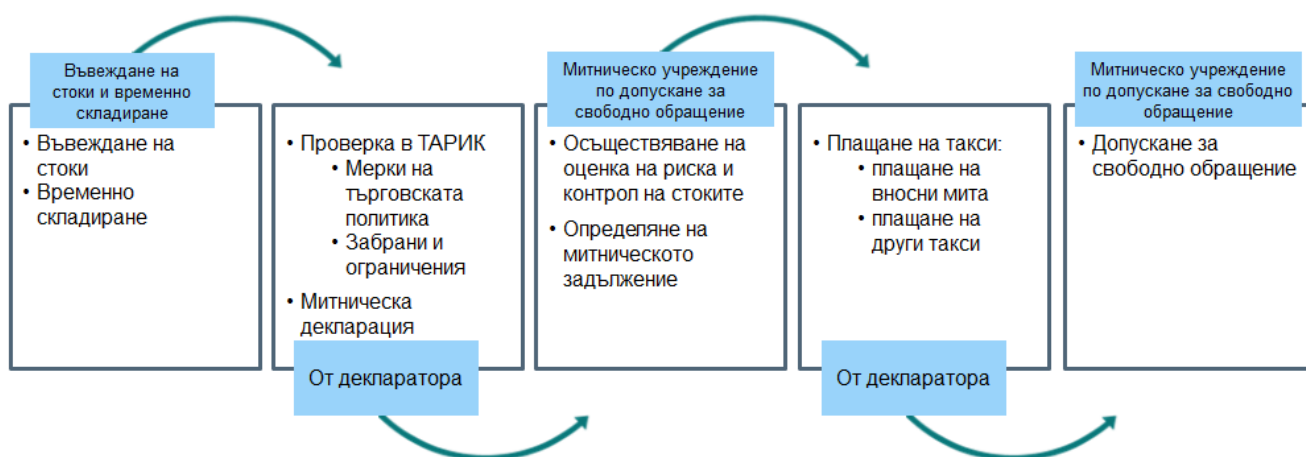 Въвеждане на
стоки и временно
складиране
• Въвеждане на
стоки
• Временно
складиране
• Проверка в ТАРИК
• Мерки на
търговската
политика
• Забрани и
ограничения
• Митническа
декларация
От декларатора
Митническо учреждение
по допускане за
свободно обращение
• Осъществяване на
оценка на риска и
контрол на стоките
• Определяне на
митническото
задължение
• Плащане на такси:
• плащане на
вносни мита
• плащане на
други такси
От декларатора
Митническо учреждение
по допускане за свободно
обращение
• Допускане за
свободно обращение